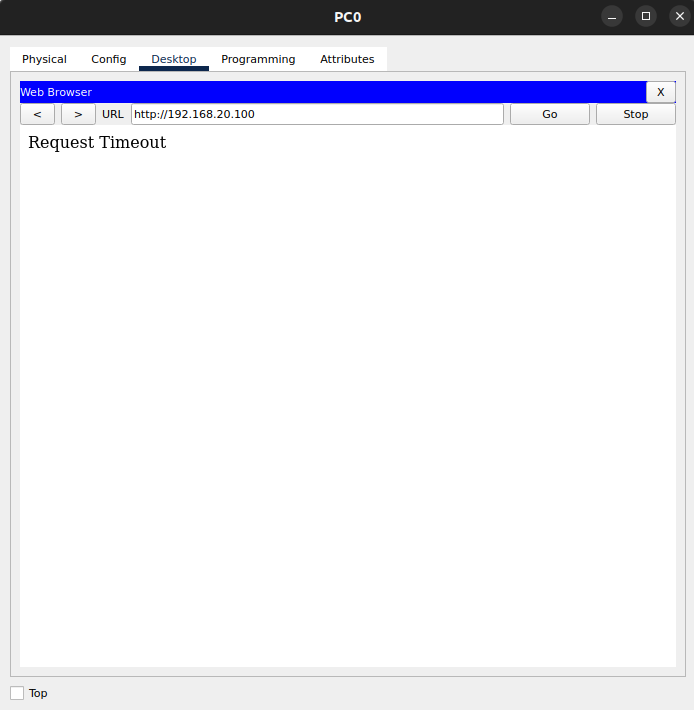 PC0
Physical Config Desktop Programming Attributes
Web Browser X
< > URL http://192.168.20.100 Go Stop
Request Timeout
Top